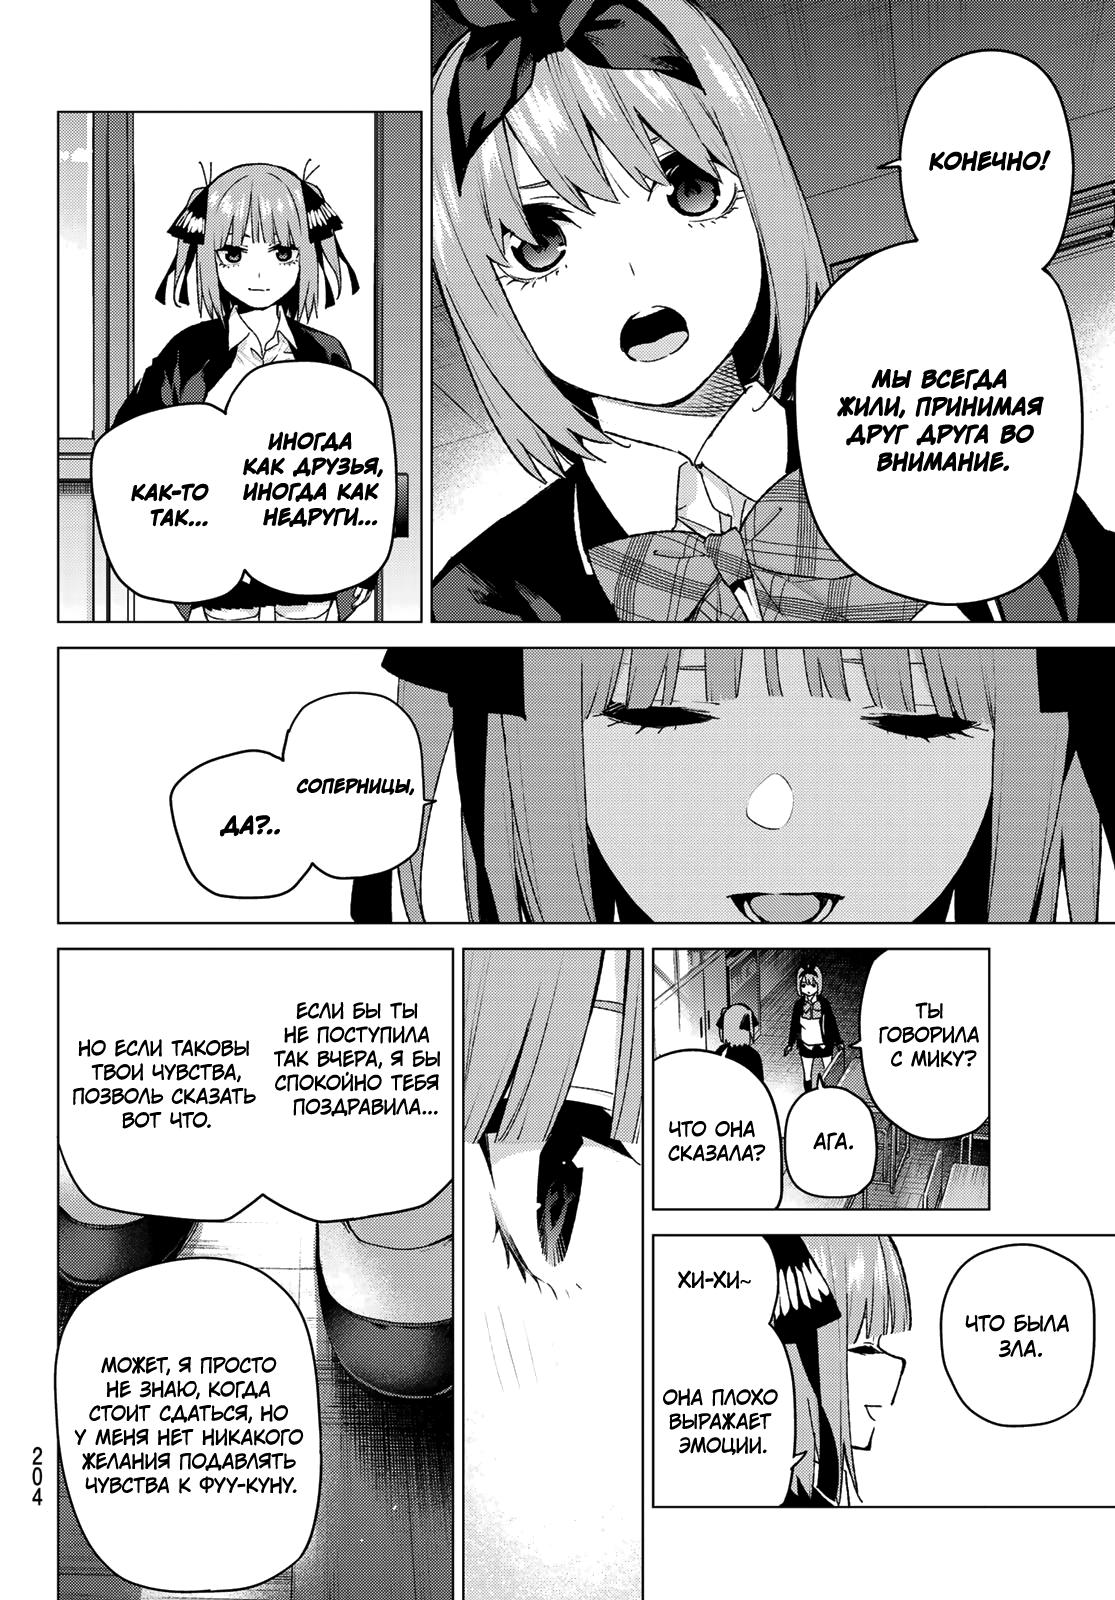 КОНЕЧНО!
МЫ ВСЕГДА
ЖИЛИ, ПРИНИМАЯ
ДРУГ ДРУГА ВО
ВНИМАНИЕ.
ИНОГДА
КАК ДРУЗЬЯ,
ИНОГДА КАК
НЕДРУГИ...
КАК-ТО
ТАК...
СОПЕРНИЦЫ,
ДА?..
ТЫ
ГОВОРИЛА
С МИКУ?
АГА.
ЧТО ОНА
СКАЗАЛА?
ЧТО БЫЛА
ЗЛА.
ХИ-ХИ~
ОНА ПЛОХО
ВЫРАЖАЕТ
ЭМОЦИИ.
ЕСЛИ БЫ ТЫ
НЕ ПОСТУПИЛА
ТАК ВЧЕРА, Я БЫ
СПОКОЙНО ТЕБЯ
ПОЗДРАВИЛА...
НО ЕСЛИ ТАКОВЫ
ТВОИ ЧУВСТВА,
ПОЗВОЛЬ СКАЗАТЬ
ВОТ ЧТО.
МОЖЕТ, Я ПРОСТО
НЕ ЗНАЮ, КОГДА
СТОИТ СДАТЬСЯ, НО
У МЕНЯ НЕТ НИКАКОГО
ЖЕЛАНИЯ ПОДАВЛЯТЬ
ЧУВСТВА К ФУУ-КУНУ.
204